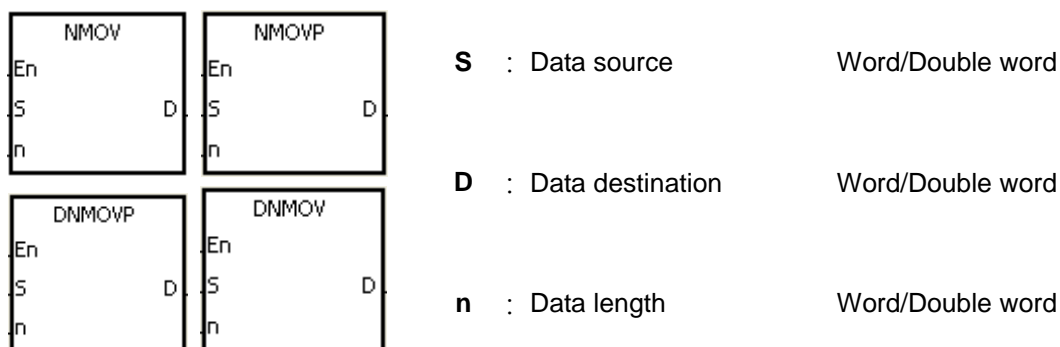 NMOV NMOVP
En En
S D S D
n n
DNMOVP DNMOV
En En
S D S D
n n
S : Data source Word/Double word
D : Data destination Word/Double word
n : Data length Word/Double word